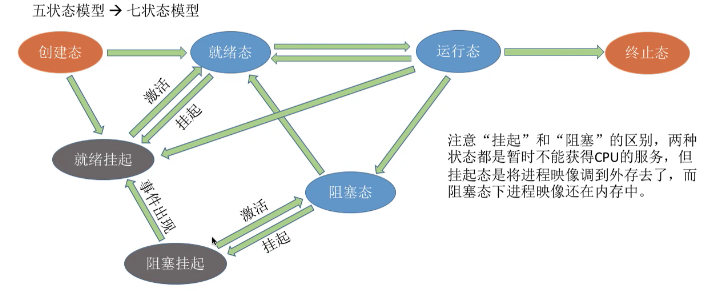 五状态模型 → 七状态模型
创建态
就绪态
运行态
终止态
激活
挂起
就绪挂起
注意“挂起”和“阻塞”的区别，两种
状态都是暂时不能获得CPU的服务，但
挂起态是将进程映像调到外存去了，而
阻塞态下进程映像还在内存中。
阻塞态
事件出现
激活
挂起
阻塞挂起